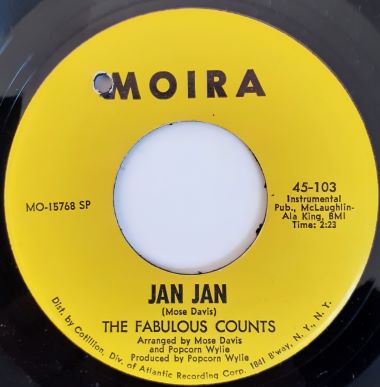 MOIRA
MO-15768 SP
45-103
Instrumental
Pub., McLaughlin-
Ala King, BMI
Time: 2:23
JAN JAN
(Mose Davis)
THE FABULOUS COUNTS
Arranged by Mose Davis
and Popcorn Wylie
Produced by Popcorn Wylie
Dist. by Cotillion, Div. of Atlantic Recording Corp. 1841 B'way, N. Y., N. Y.